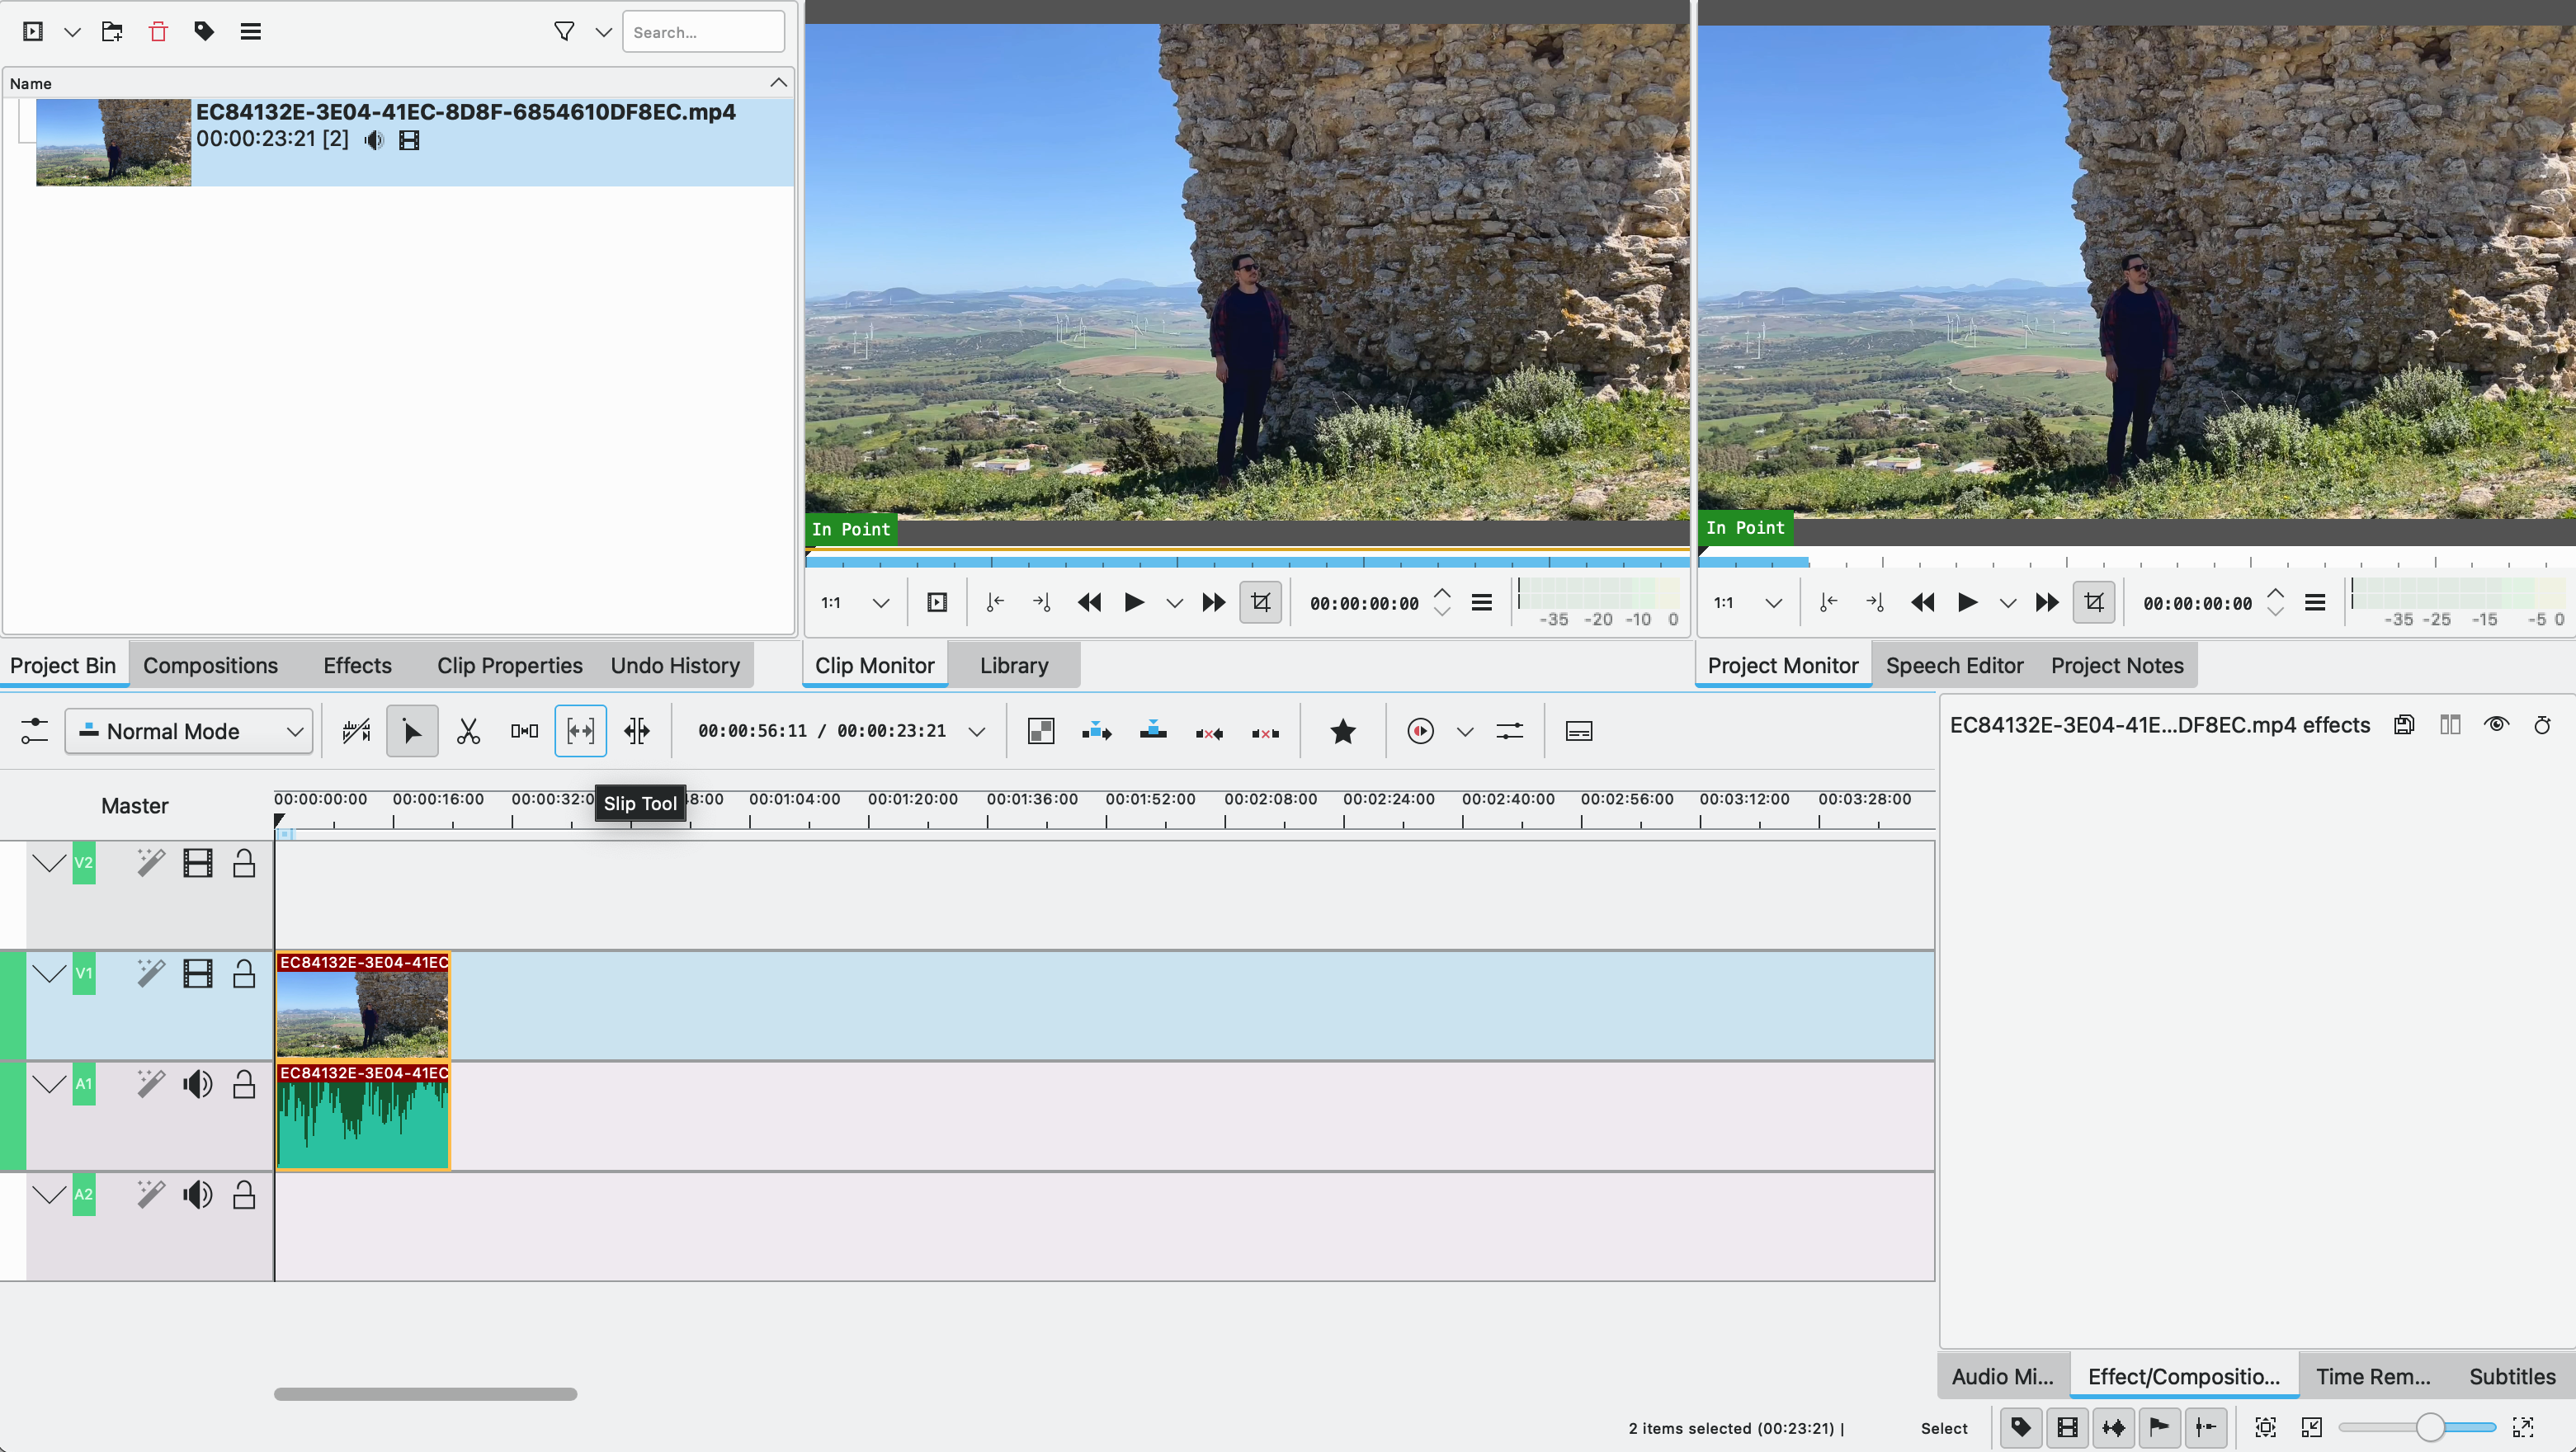 Search...
Name
EC84132E-3E04-41EC-8D8F-6854610DF8EC.mp4
00:00:23:21 [2]
In Point
In Point
1:1
00:00:00:00
-35 -20 -10 0
1:1
00:00:00:00
-35 -25 -15 -5 0
Project Bin
Compositions
Effects
Clip Properties
Undo History
Clip Monitor
Library
Project Monitor
Speech Editor
Project Notes
Normal Mode
00:00:56:11 / 00:00:23:21
EC84132E-3E04-41E...DF8EC.mp4 effects
Master
00:00:00:00 00:00:16:00 00:00:32:0 8:00 00:01:04:00 00:01:20:00 00:01:36:00 00:01:52:00 00:02:08:00 00:02:24:00 00:02:40:00 00:02:56:00 00:03:12:00 00:03:28:00
Slip Tool
V2
V1
EC84132E-3E04-41EC
A1
EC84132E-3E04-41EC
A2
Audio Mi...
Effect/Compositio...
Time Rem...
Subtitles
2 items selected (00:23:21) |
Select